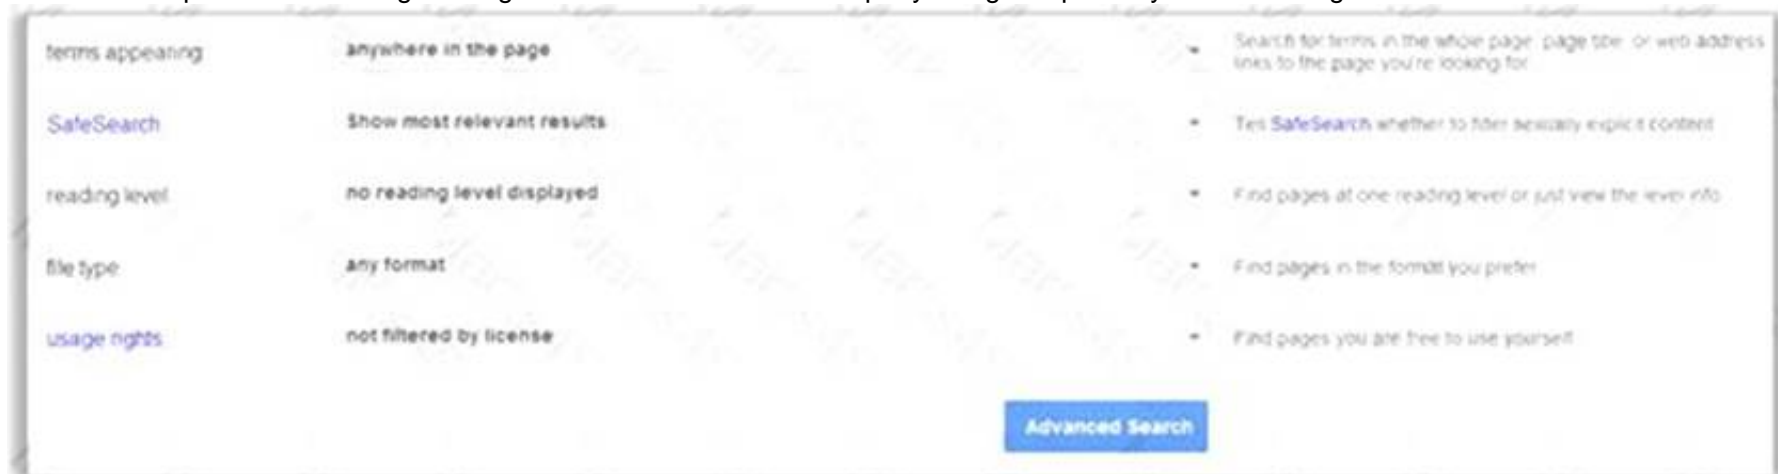 terms appearing anywhere in the page Search for terms in the whole page, page title, or web address
links to the page you're looking for
SafeSearch Show most relevant results Tell SafeSearch whether to filter sexually explicit content
reading level no reading level displayed Find pages at one reading level or just view the level info
file type any format Find pages in the format you prefer
usage rights not filtered by license Find pages you are free to use yourself
Advanced Search